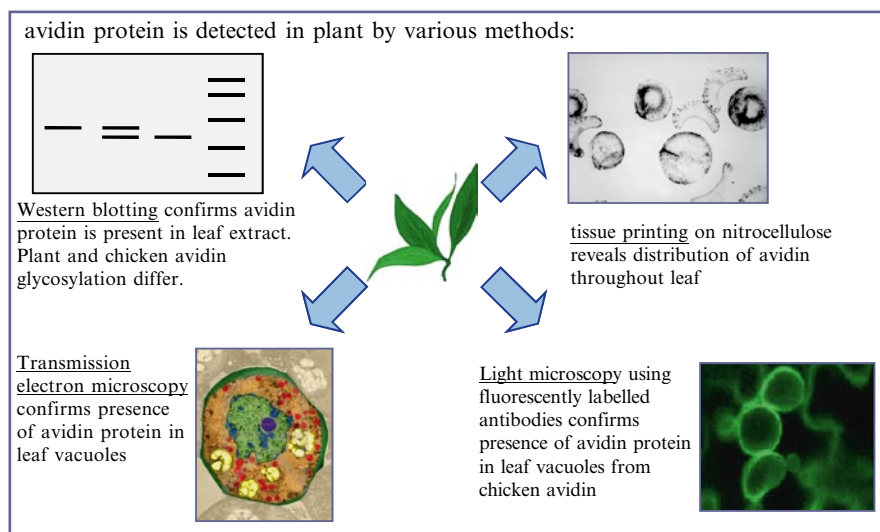 avidin protein is detected in plant by various methods:
Western blotting confirms avidin
protein is present in leaf extract.
Plant and chicken avidin
glycosylation differ.
tissue printing on nitrocellulose
reveals distribution of avidin
throughout leaf
Transmission
electron microscopy
confirms presence
of avidin protein in
leaf vacuoles
Light microscopy using
fluorescently labelled
antibodies confirms
presence of avidin protein
in leaf vacuoles from
chicken avidin